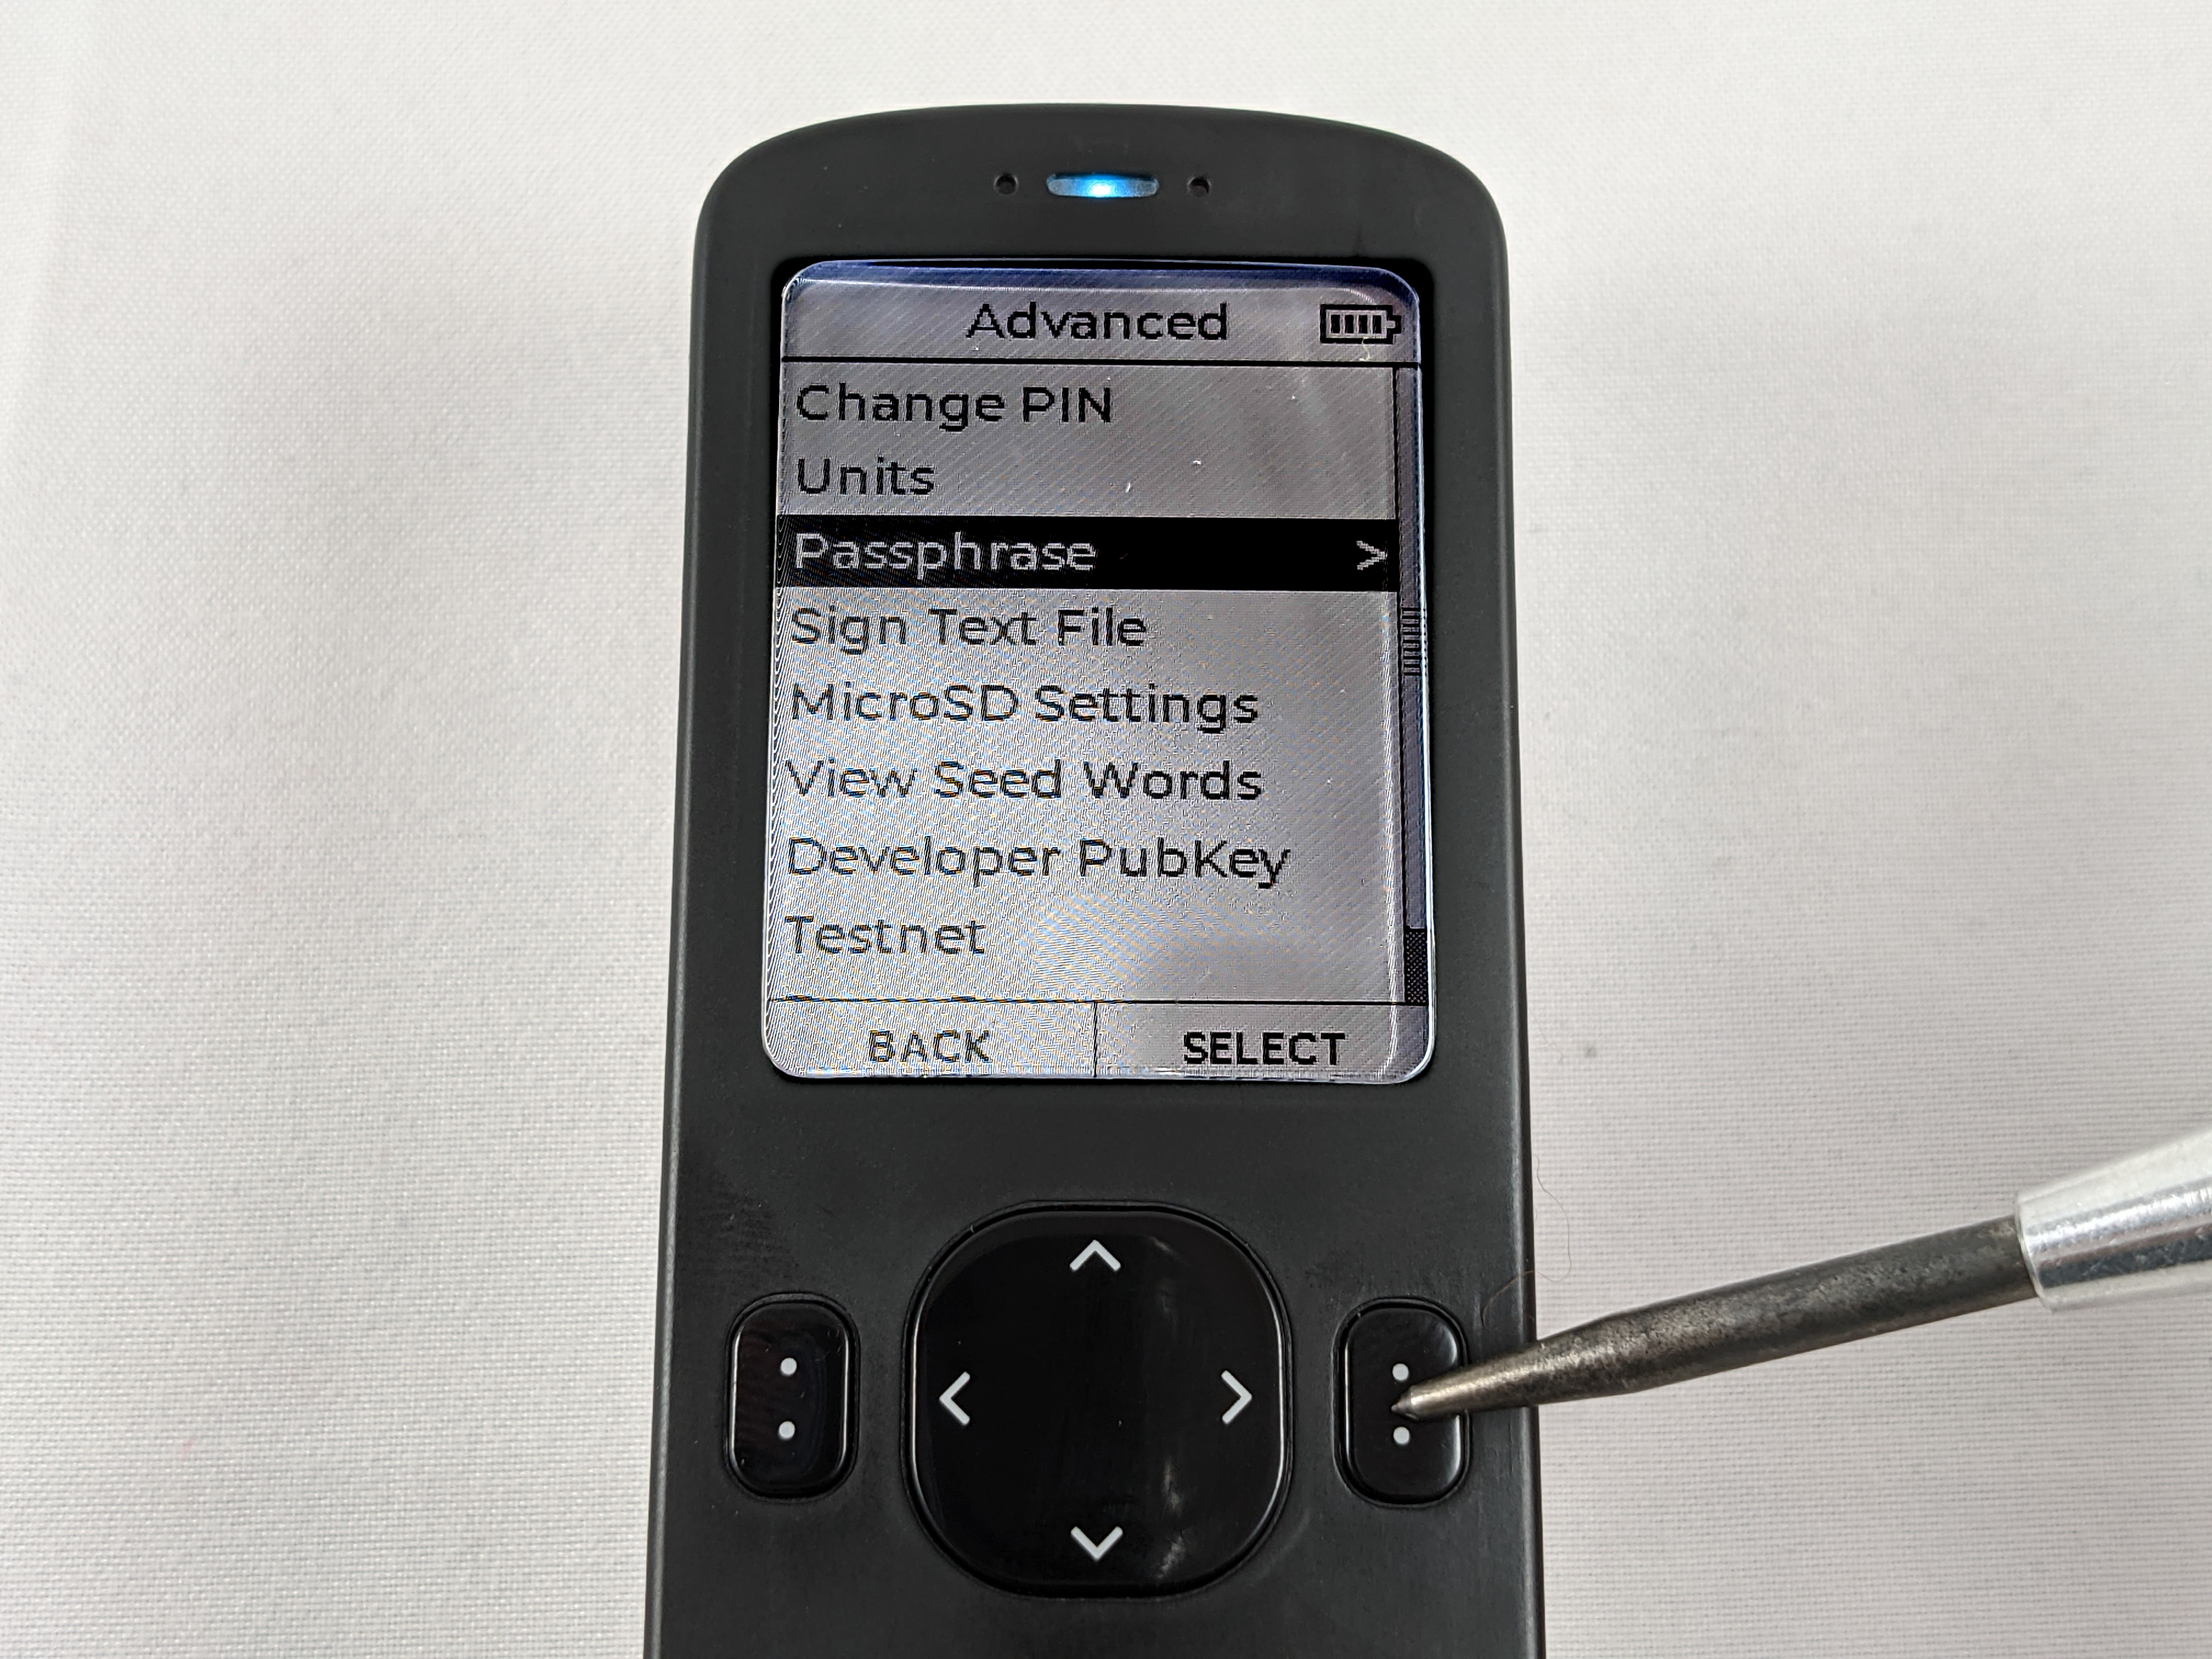 Advanced
Change PIN
Units
Passphrase >
Sign Text File
MicroSD Settings
View Seed Words
Developer PubKey
Testnet
BACK SELECT